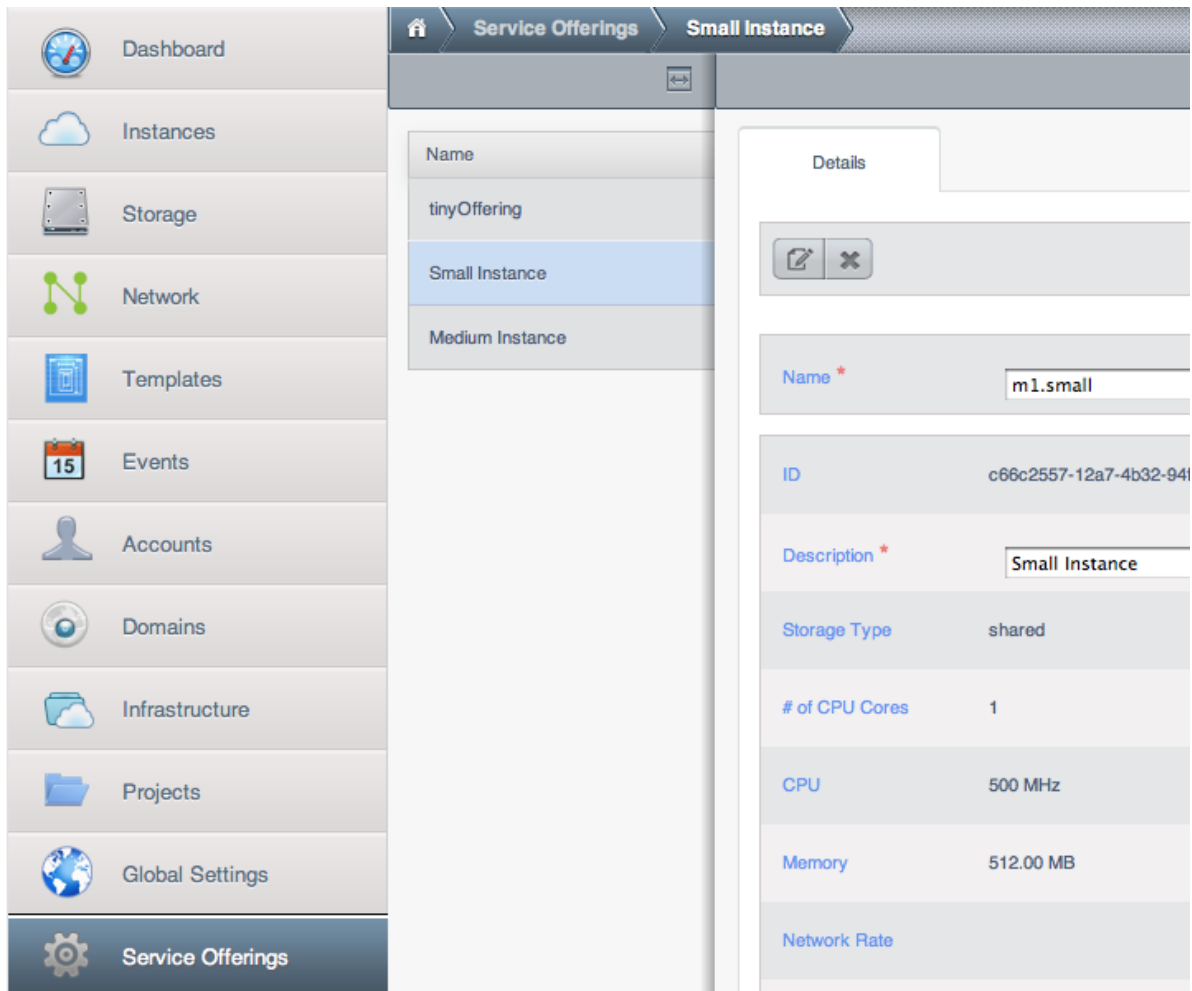 Service Offerings
Small Instance
Dashboard
Instances
Storage
Network
Templates
15
Events
Accounts
Domains
Infrastructure
Projects
Global Settings
Service Offerings
Name
tinyOffering
Small Instance
Medium Instance
Details
Name *
m1.small
ID
c66c2557-12a7-4b32-94f
Description *
Small Instance
Storage Type
shared
# of CPU Cores
1
CPU
500 MHz
Memory
512.00 MB
Network Rate